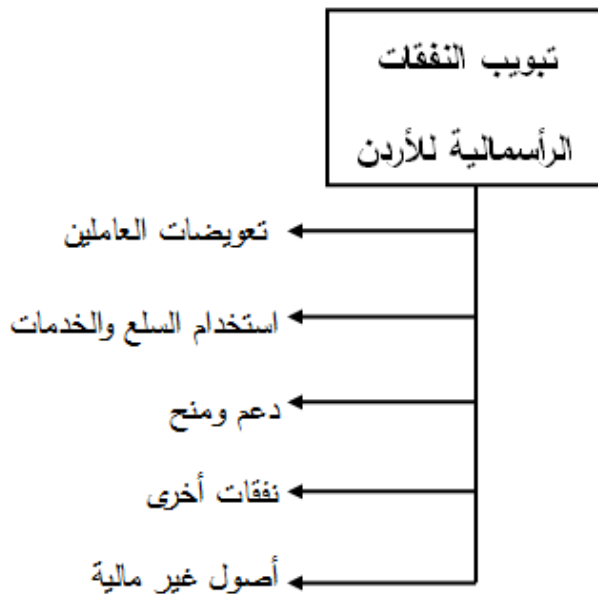 تبويب النفقات
الرأسمالية للأردن
تعويضات العاملين
استخدام السلع والخدمات
دعم ومنح
نفقات أخرى
أصول غير مالية